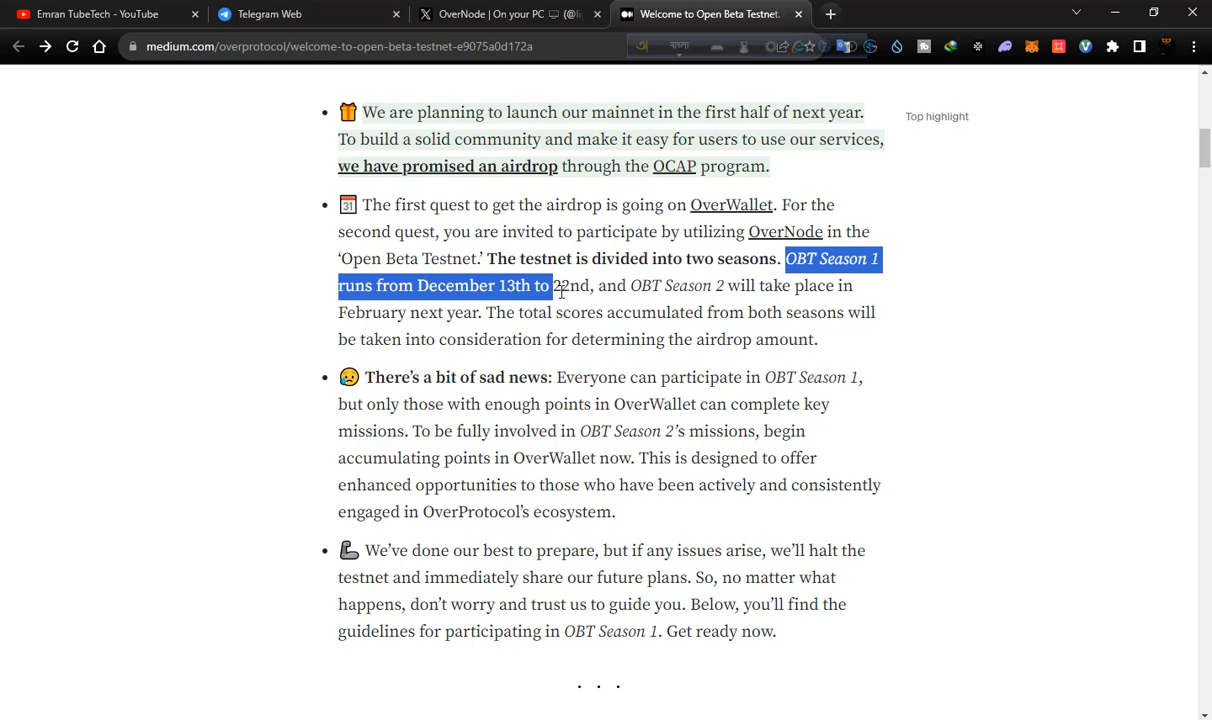 Emran TubeTech - YouTube
Telegram Web
OverNode | On your PC 🖥 (@li
Welcome to Open Beta Testnet.
medium.com/overprotocol/welcome-to-open-beta-testnet-e9075a0d172a
🎁 We are planning to launch our mainnet in the first half of next year.
Top highlight
To build a solid community and make it easy for users to use our services,
we have promised an airdrop through the OCAP program.
📅 The first quest to get the airdrop is going on OverWallet. For the
second quest, you are invited to participate by utilizing OverNode in the
‘Open Beta Testnet.’ The testnet is divided into two seasons. OBT Season 1
runs from December 13th to 22nd, and OBT Season 2 will take place in
February next year. The total scores accumulated from both seasons will
be taken into consideration for determining the airdrop amount.
😥 There’s a bit of sad news: Everyone can participate in OBT Season 1,
but only those with enough points in OverWallet can complete key
missions. To be fully involved in OBT Season 2’s missions, begin
accumulating points in OverWallet now. This is designed to offer
enhanced opportunities to those who have been actively and consistently
engaged in OverProtocol’s ecosystem.
🦾 We’ve done our best to prepare, but if any issues arise, we’ll halt the
testnet and immediately share our future plans. So, no matter what
happens, don’t worry and trust us to guide you. Below, you’ll find the
guidelines for participating in OBT Season 1. Get ready now.